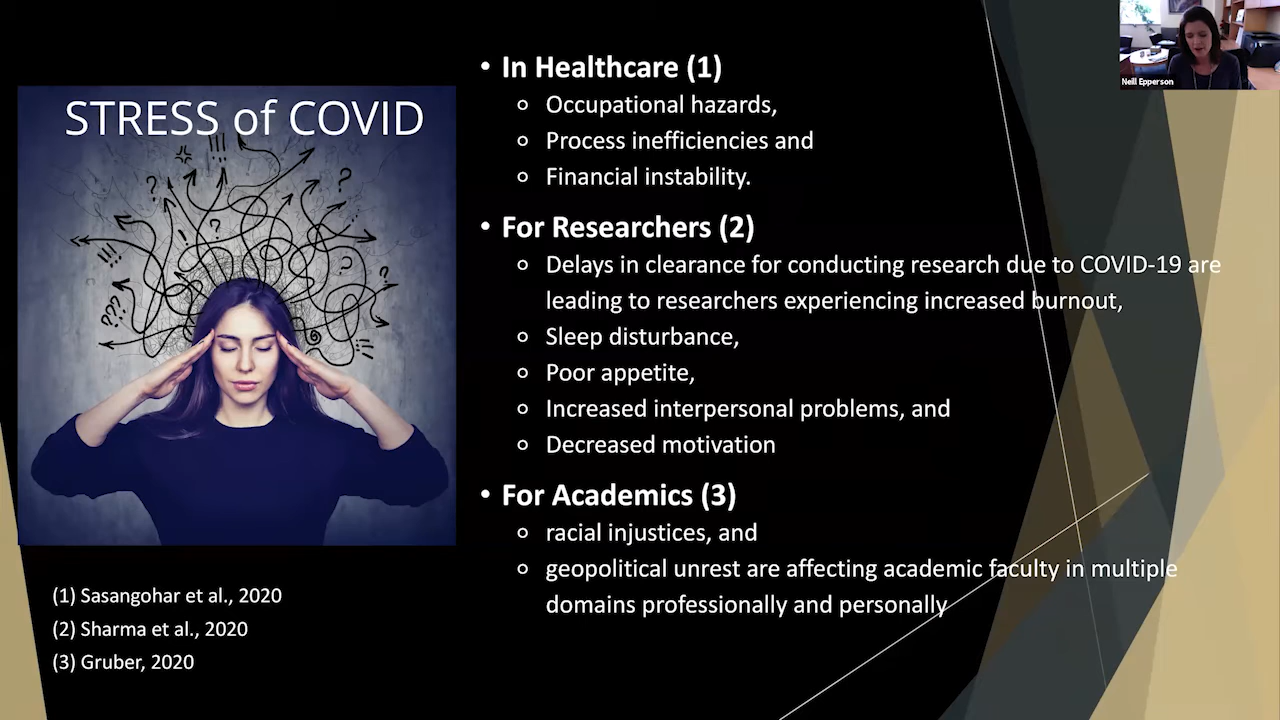 STRESS of COVID
• In Healthcare (1)
○ Occupational hazards,
○ Process inefficiencies and
○ Financial instability.
• For Researchers (2)
○ Delays in clearance for conducting research due to COVID-19 are
leading to researchers experiencing increased burnout,
○ Sleep disturbance,
○ Poor appetite,
○ Increased interpersonal problems, and
○ Decreased motivation
• For Academics (3)
○ racial injustices, and
○ geopolitical unrest are affecting academic faculty in multiple
domains professionally and personally
(1) Sasangohar et al., 2020
(2) Sharma et al., 2020
(3) Gruber, 2020
Neill Epperson